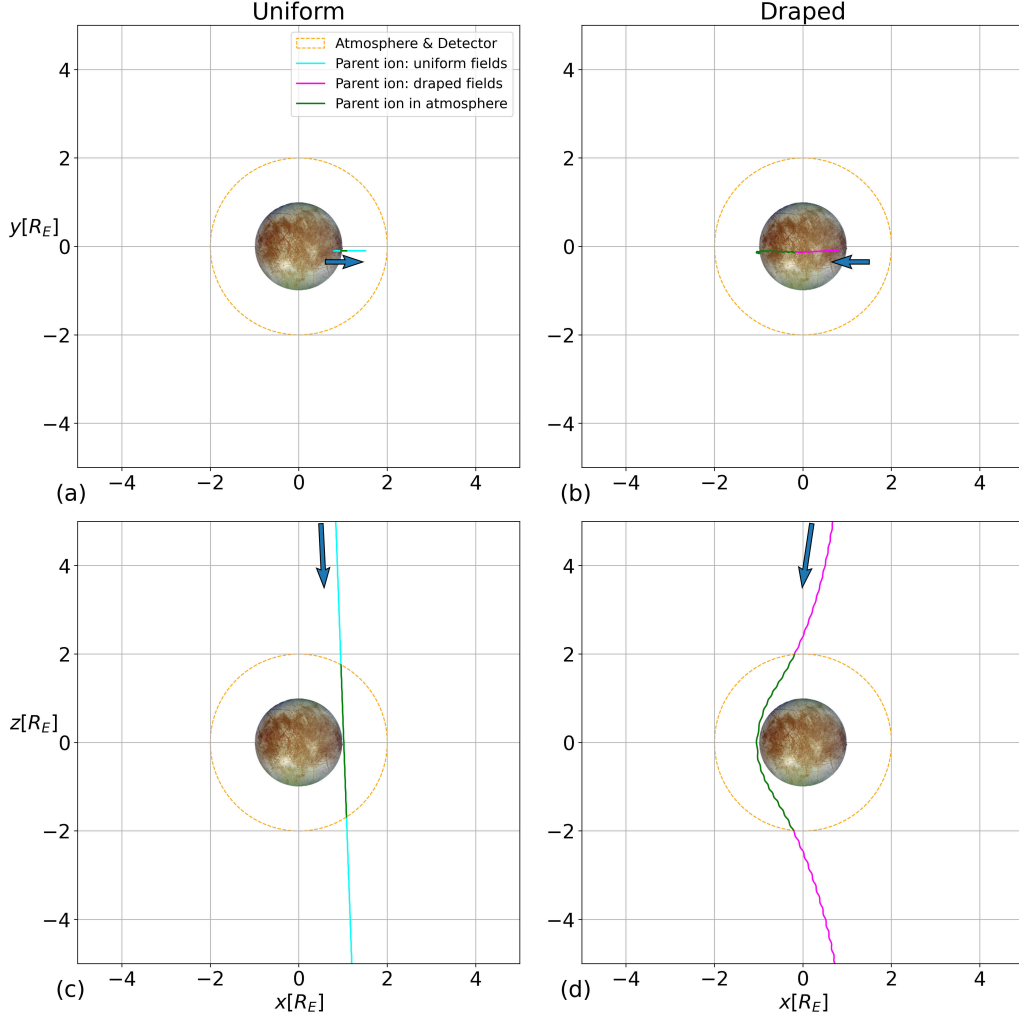 Uniform
Draped
Atmosphere & Detector
Parent ion: uniform fields
Parent ion: draped fields
Parent ion in atmosphere
y[R_E]
4
2
0
−2
−4
−4 −2 0 2 4
(a)
4
2
0
−2
−4
−4 −2 0 2 4
(b)
z[R_E]
4
2
0
−2
−4
−4 −2 0 2 4
(c)
x[R_E]
4
2
0
−2
−4
−4 −2 0 2 4
(d)
x[R_E]